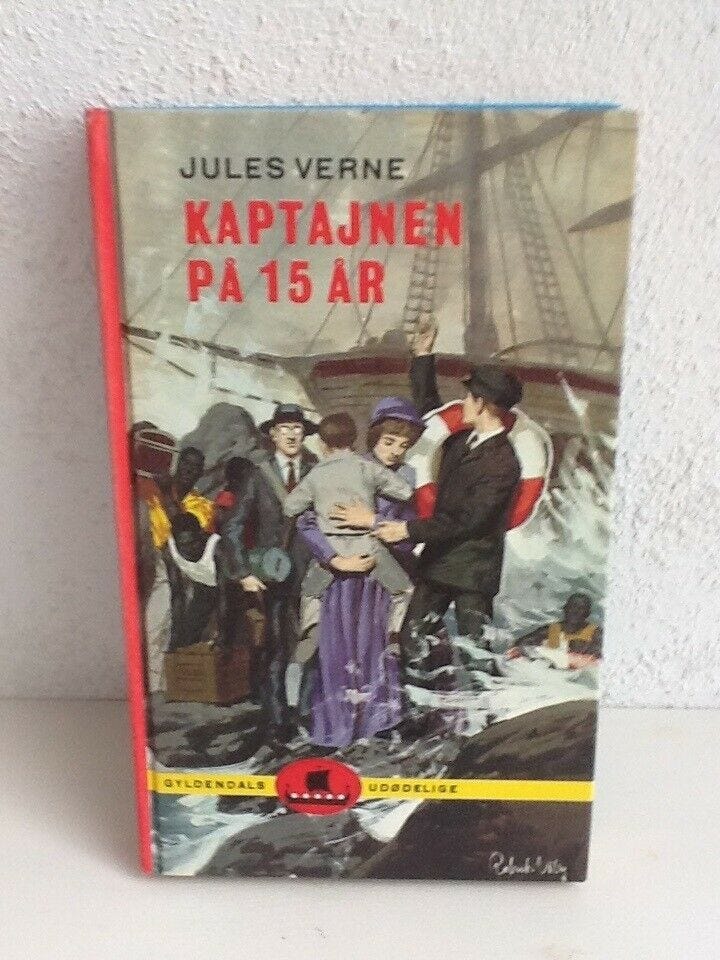 JULES VERNE
KAPTAJNEN
PÅ 15 ÅR
GYLDENDALS UDØDELIGE